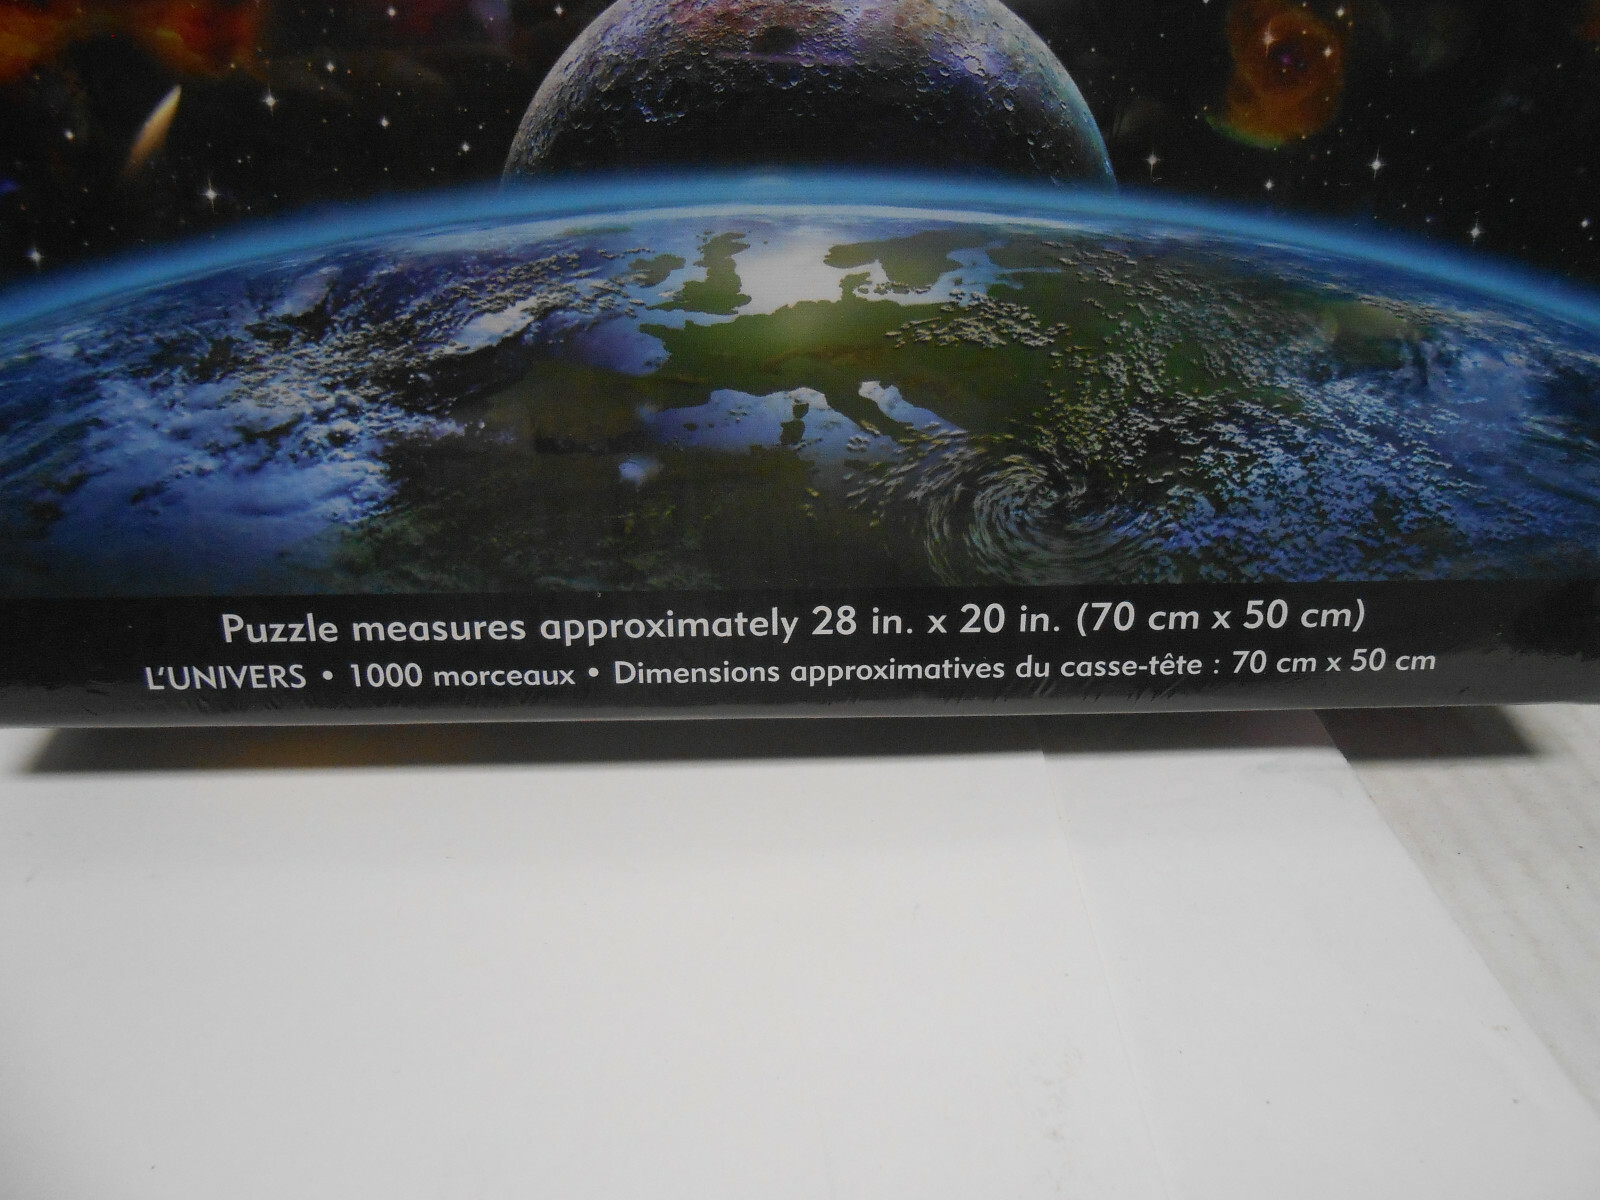 Puzzle measures approximately 28 in. x 20 in. (70 cm x 50 cm)
L'UNIVERS • 1000 morceaux • Dimensions approximatives du casse-tête : 70 cm x 50 cm